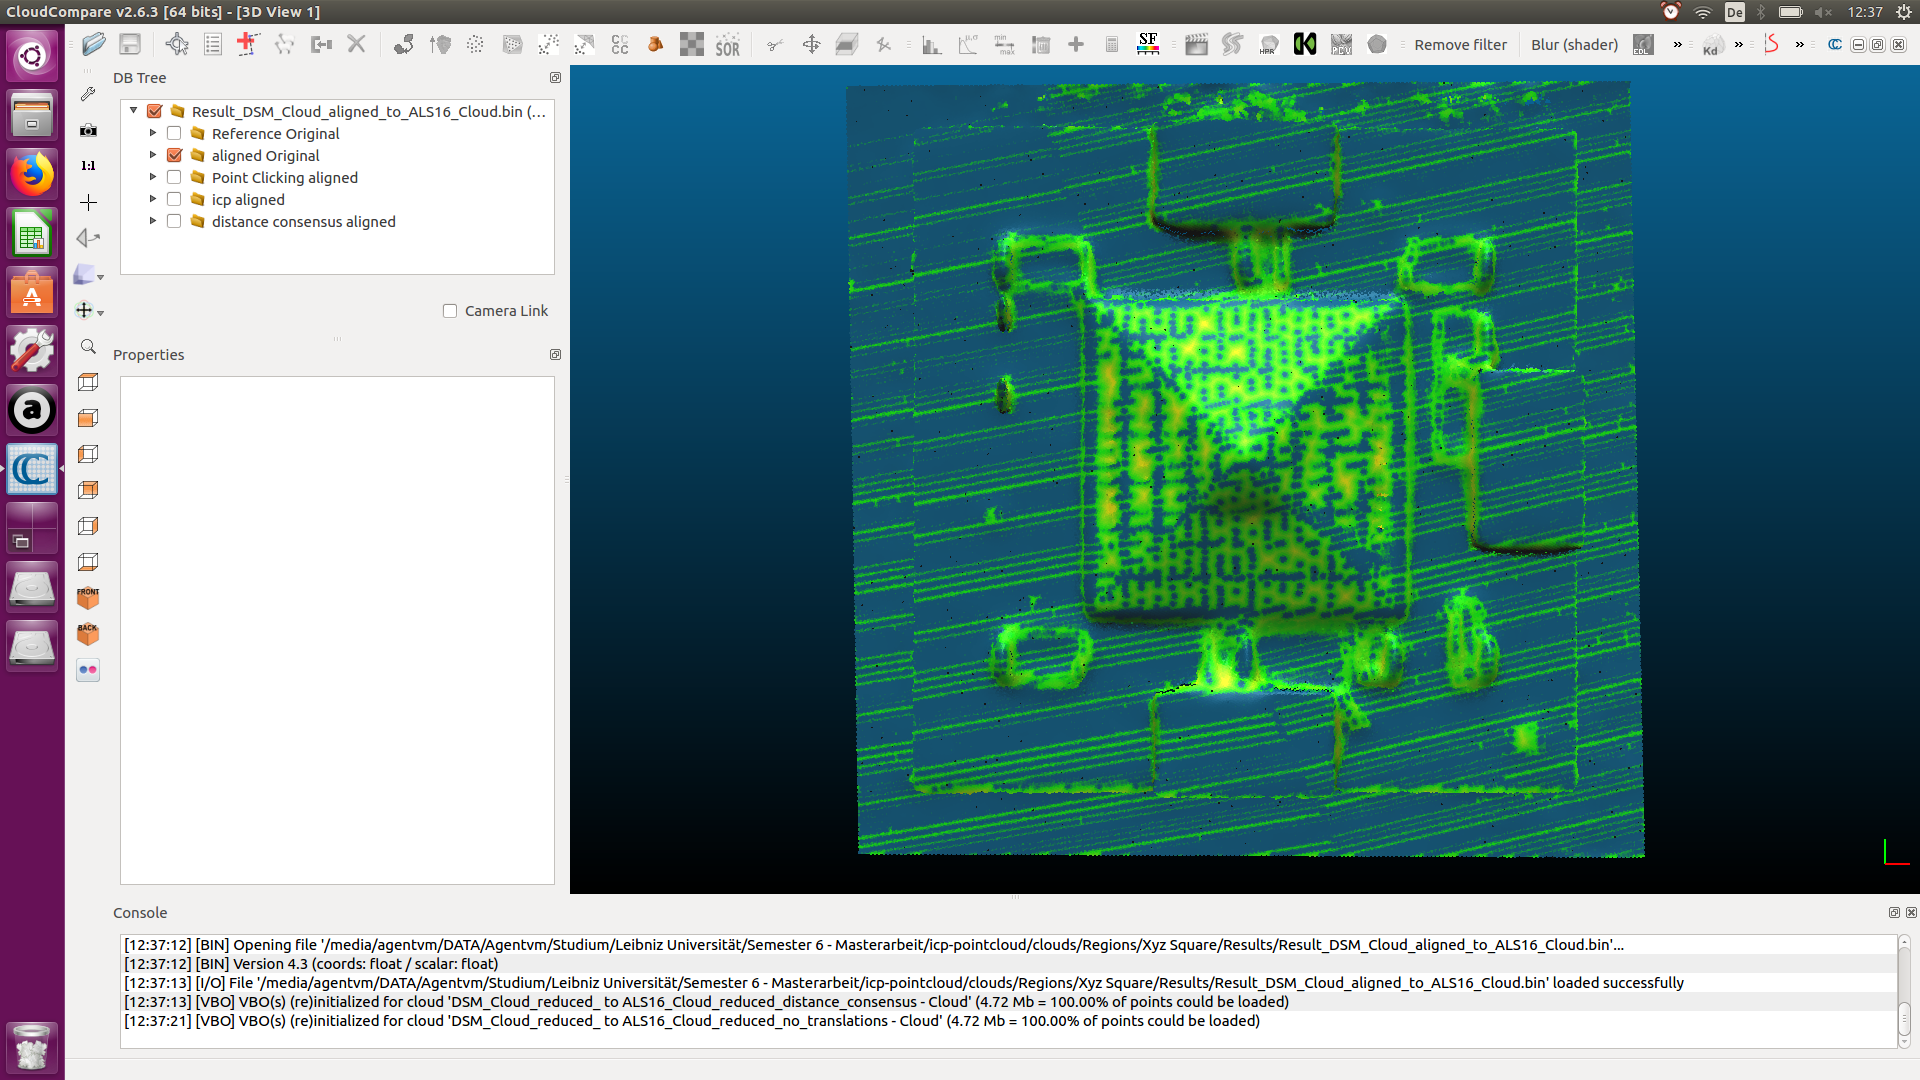 CloudCompare v2.6.3 [64 bits] - [3D View 1]
De
12:37
SOR
SF
Remove filter
Blur (shader)
Kd
DB Tree
Result_DSM_Cloud_aligned_to_ALS16_Cloud.bin (...
Reference Original
aligned Original
Point Clicking aligned
icp aligned
distance consensus aligned
1:1
Camera Link
Properties
FRONT
BACK
Console
[12:37:12] [BIN] Opening file '/media/agentvm/DATA/Agentvm/Studium/Leibniz Universität/Semester 6 - Masterarbeit/icp-pointcloud/clouds/Regions/Xyz Square/Results/Result_DSM_Cloud_aligned_to_ALS16_Cloud.bin'...
[12:37:12] [BIN] Version 4.3 (coords: float / scalar: float)
[12:37:13] [I/O] File '/media/agentvm/DATA/Agentvm/Studium/Leibniz Universität/Semester 6 - Masterarbeit/icp-pointcloud/clouds/Regions/Xyz Square/Results/Result_DSM_Cloud_aligned_to_ALS16_Cloud.bin' loaded successfully
[12:37:13] [VBO] VBO(s) (re)initialized for cloud 'DSM_Cloud_reduced_ to ALS16_Cloud_reduced_distance_consensus - Cloud' (4.72 Mb = 100.00% of points could be loaded)
[12:37:21] [VBO] VBO(s) (re)initialized for cloud 'DSM_Cloud_reduced_ to ALS16_Cloud_reduced_no_translations - Cloud' (4.72 Mb = 100.00% of points could be loaded)